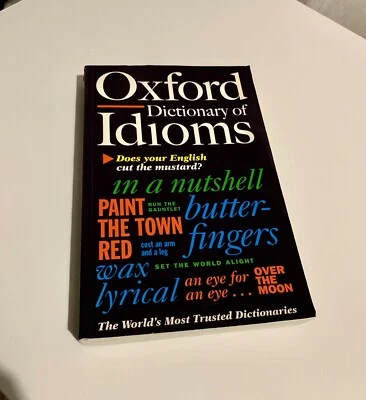 Oxford
Dictionary of
Idioms
Does your English
cut the mustard?
in a nutshell
PAINT
THE TOWN
RED
RUN THE
GAUNTLET
butter-
fingers
cost an arm
and a leg
wax
lyrical
SET THE WORLD ALIGHT
an eye for
an eye . . .
OVER
THE
MOON
The World's Most Trusted Dictionaries